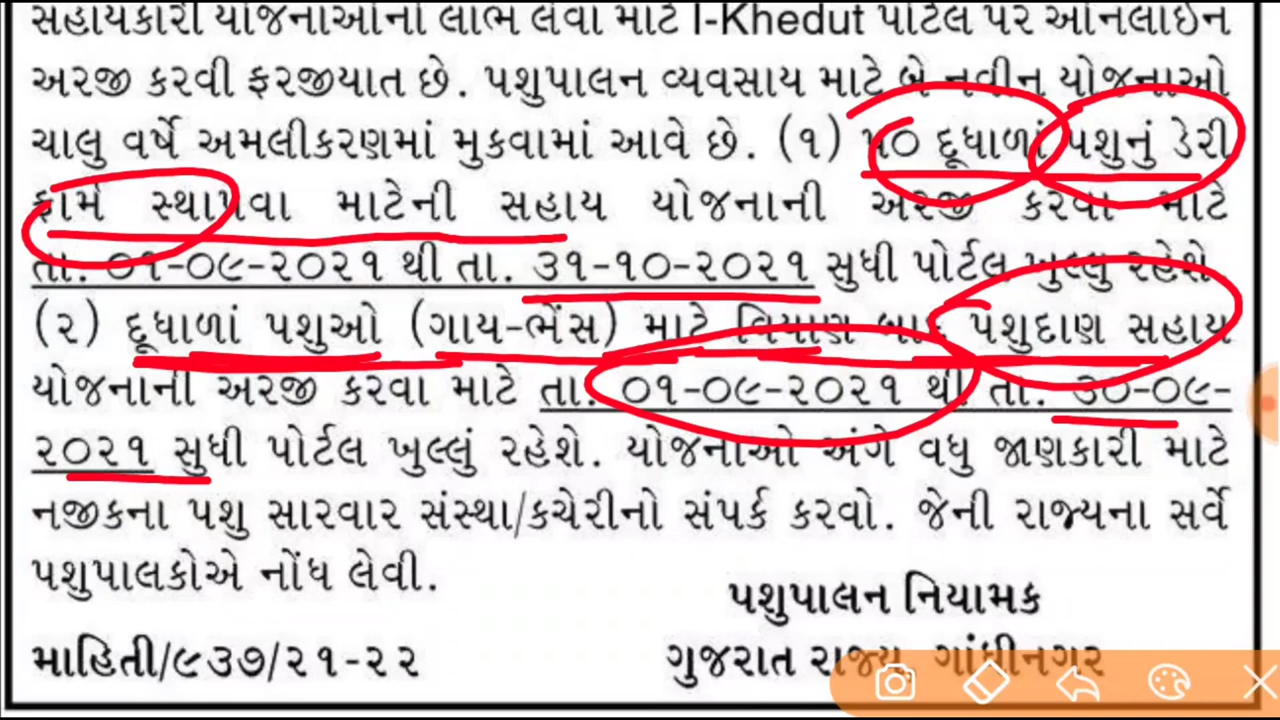 સહાયકારી યોજનાઓનો લાભ લેવા માટે I-Khedut પોર્ટલ પર ઓનલાઇન
અરજી કરવી ફરજીયાત છે. પશુપાલન વ્યવસાય માટે બે નવીન યોજનાઓ
ચાલુ વર્ષે અમલીકરણમાં મુકવામાં આવે છે. (૧) ૫૦ દૂધાળાં પશુનું ડેરી
ફાર્મ સ્થાપવા માટેની સહાય યોજનાની અરજી કરવા માટે
તા. ૦૧-૦૯-૨૦૨૧ થી તા. ૩૧-૧૦-૨૦૨૧ સુધી પોર્ટલ ખુલ્લુ રહેશે.
(૨) દૂધાળાં પશુઓ (ગાય-ભેંસ) માટે વિયાણ બાદ પશુદાણ સહાય
યોજનાની અરજી કરવા માટે તા. ૦૧-૦૯-૨૦૨૧ થી તા. ૩૦-૦૯-
૨૦૨૧ સુધી પોર્ટલ ખુલ્લું રહેશે. યોજનાઓ અંગે વધુ જાણકારી માટે
નજીકના પશુ સારવાર સંસ્થા/કચેરીનો સંપર્ક કરવો. જેની રાજ્યના સર્વે
પશુપાલકોએ નોંધ લેવી.
પશુપાલન નિયામક
માહિતી/૯૩૭/૨૧-૨૨ ગુજરાત રાજ્ય, ગાંધીનગર